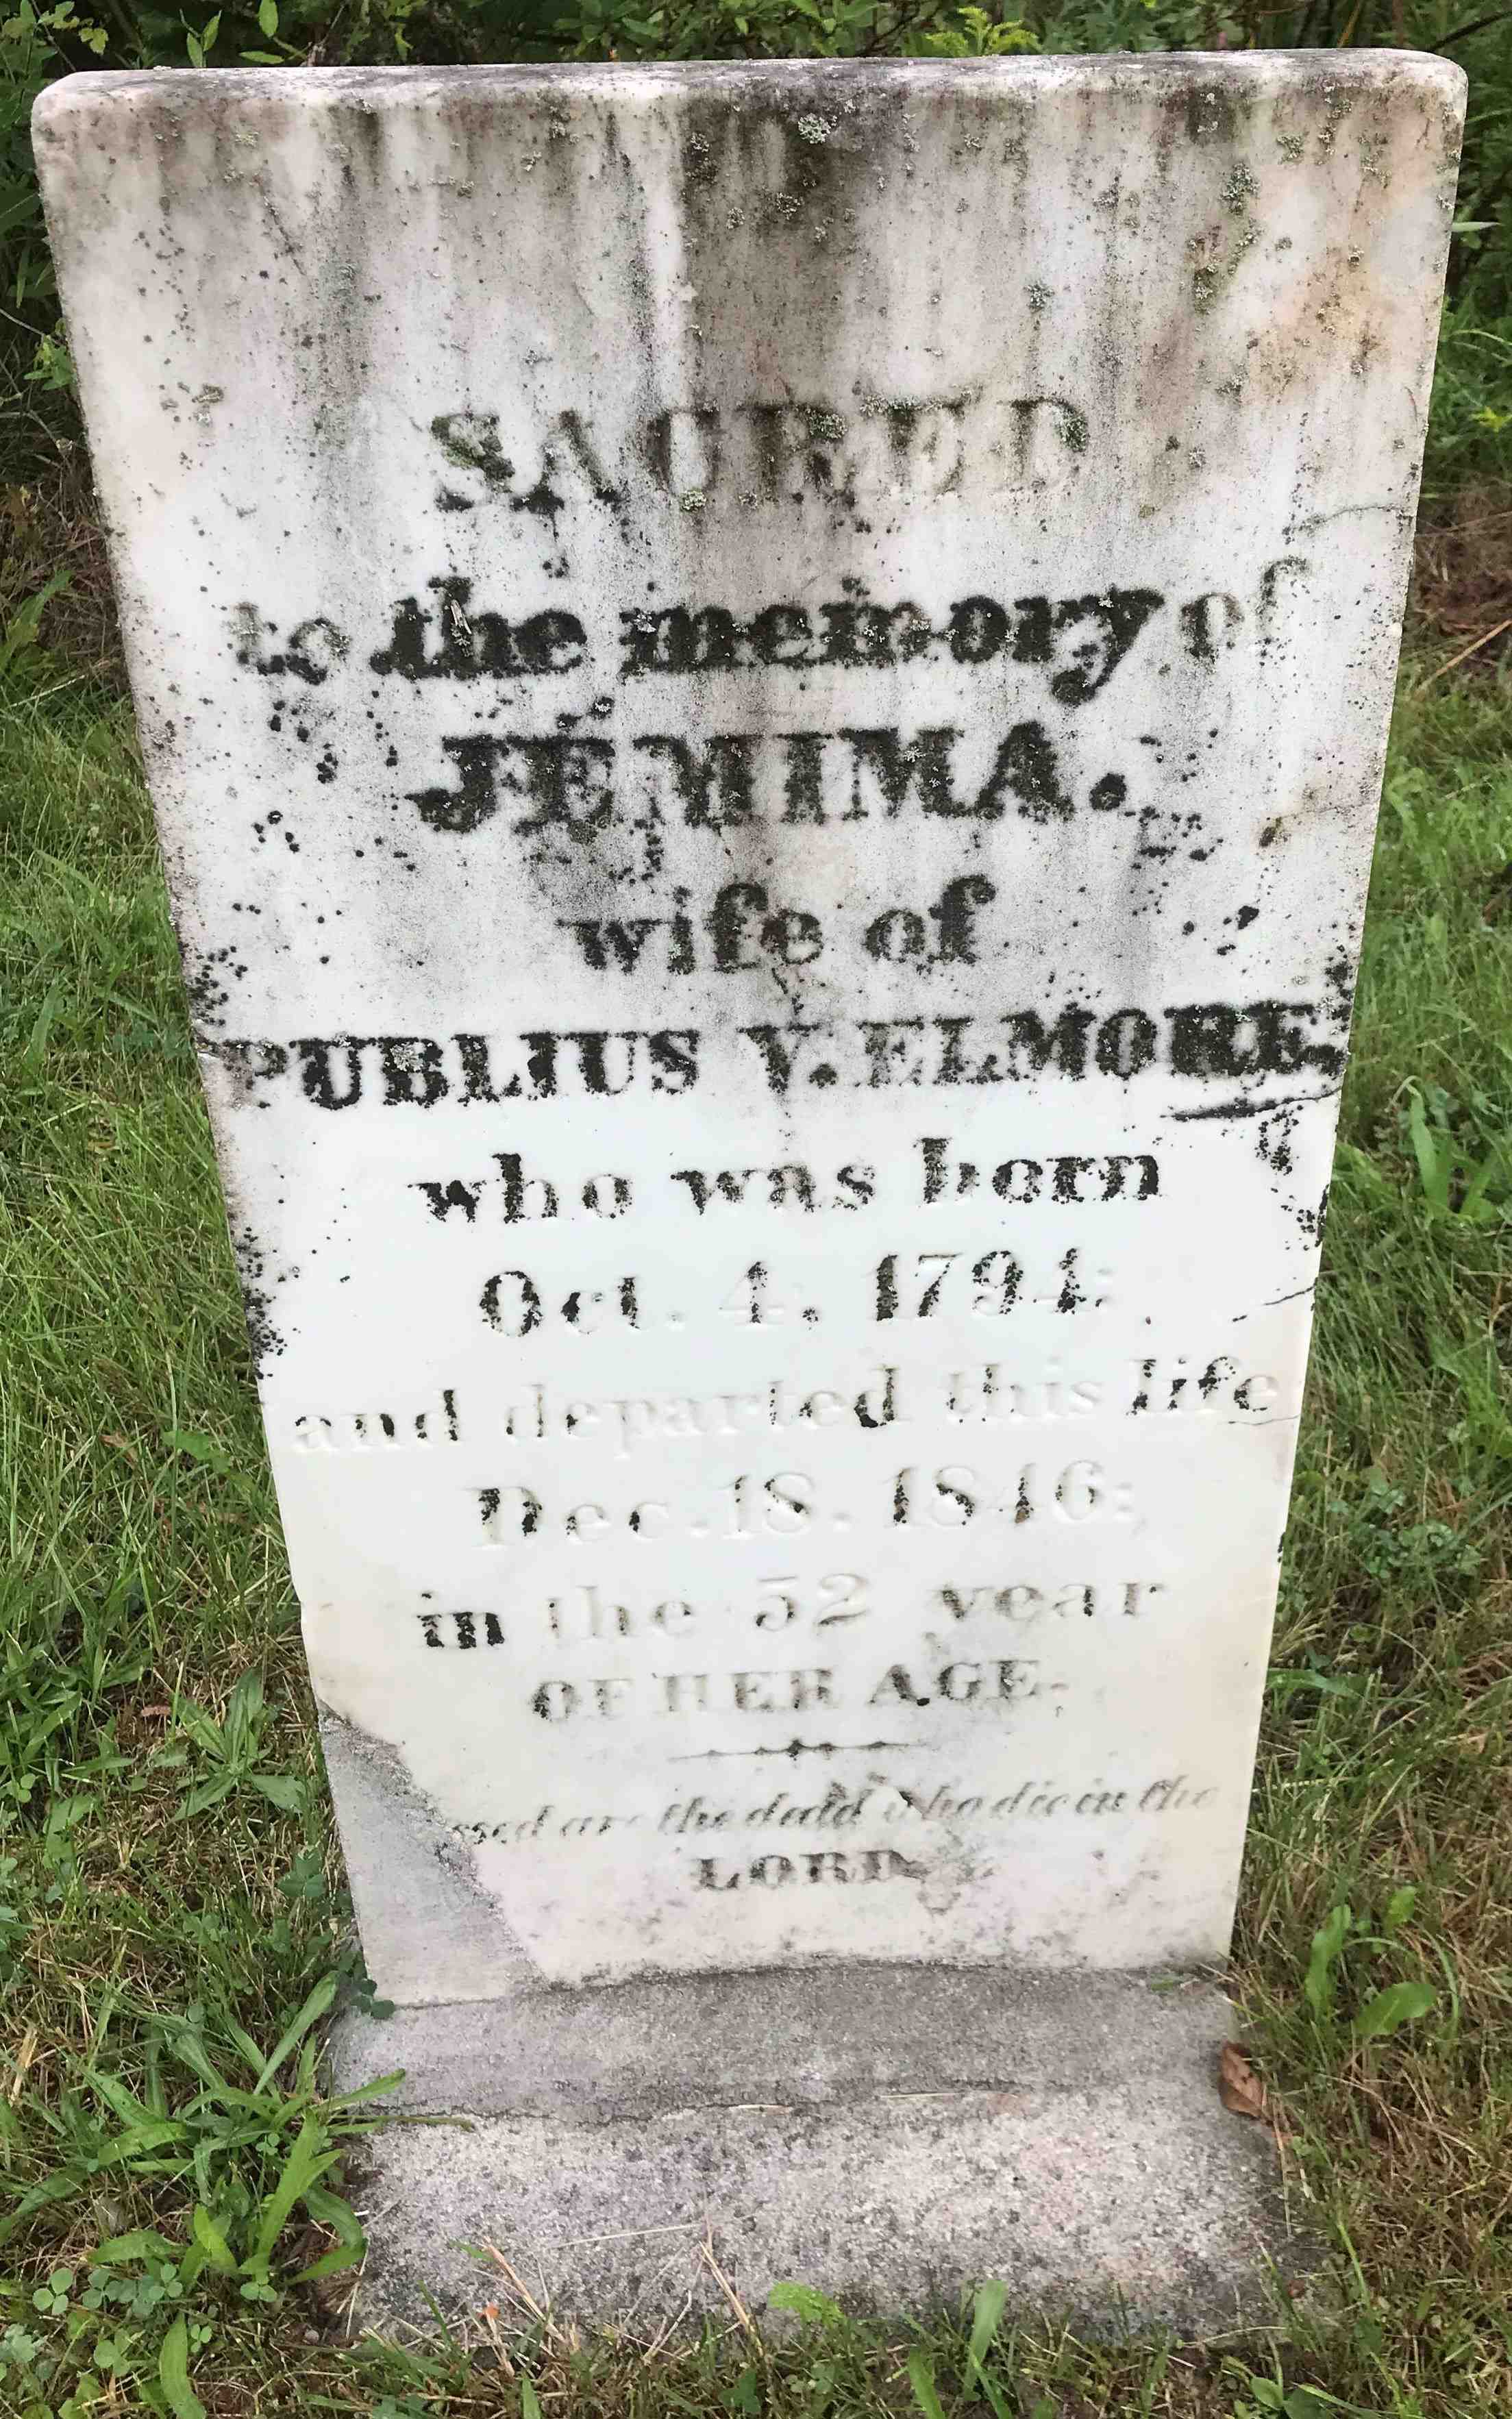 SACRED
to the memory of
JEMIMA.
wife of
PUBLIUS V. ELMORE,
who was born
Oct. 4, 1794;
and departed this life
Dec. 18. 1846;
in the 52 year
OF HER AGE.
are the dead who die in the
LORD.